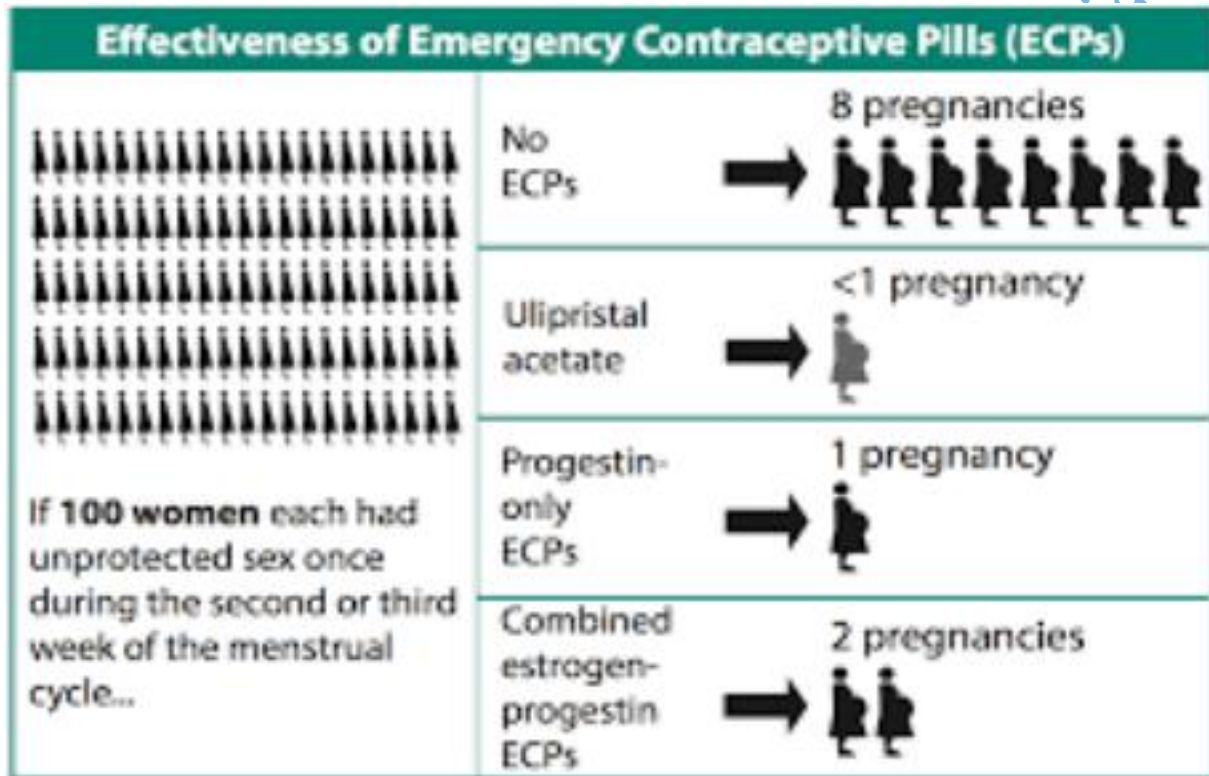 Effectiveness of Emergency Contraceptive Pills (ECPs)
If 100 women each had
unprotected sex once
during the second or third
week of the menstrual
cycle...
No
ECPs
8 pregnancies
Ulipristal
acetate
<1 pregnancy
Progestin-
only
ECPs
1 pregnancy
Combined
estrogen-
progestin
ECPs
2 pregnancies